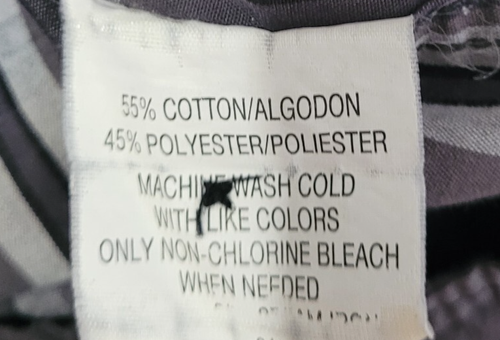 55% COTTON/ALGODON
45% POLYESTER/POLIESTER
MACHINE WASH COLD
WITH LIKE COLORS
ONLY NON-CHLORINE BLEACH
WHEN NEEDED